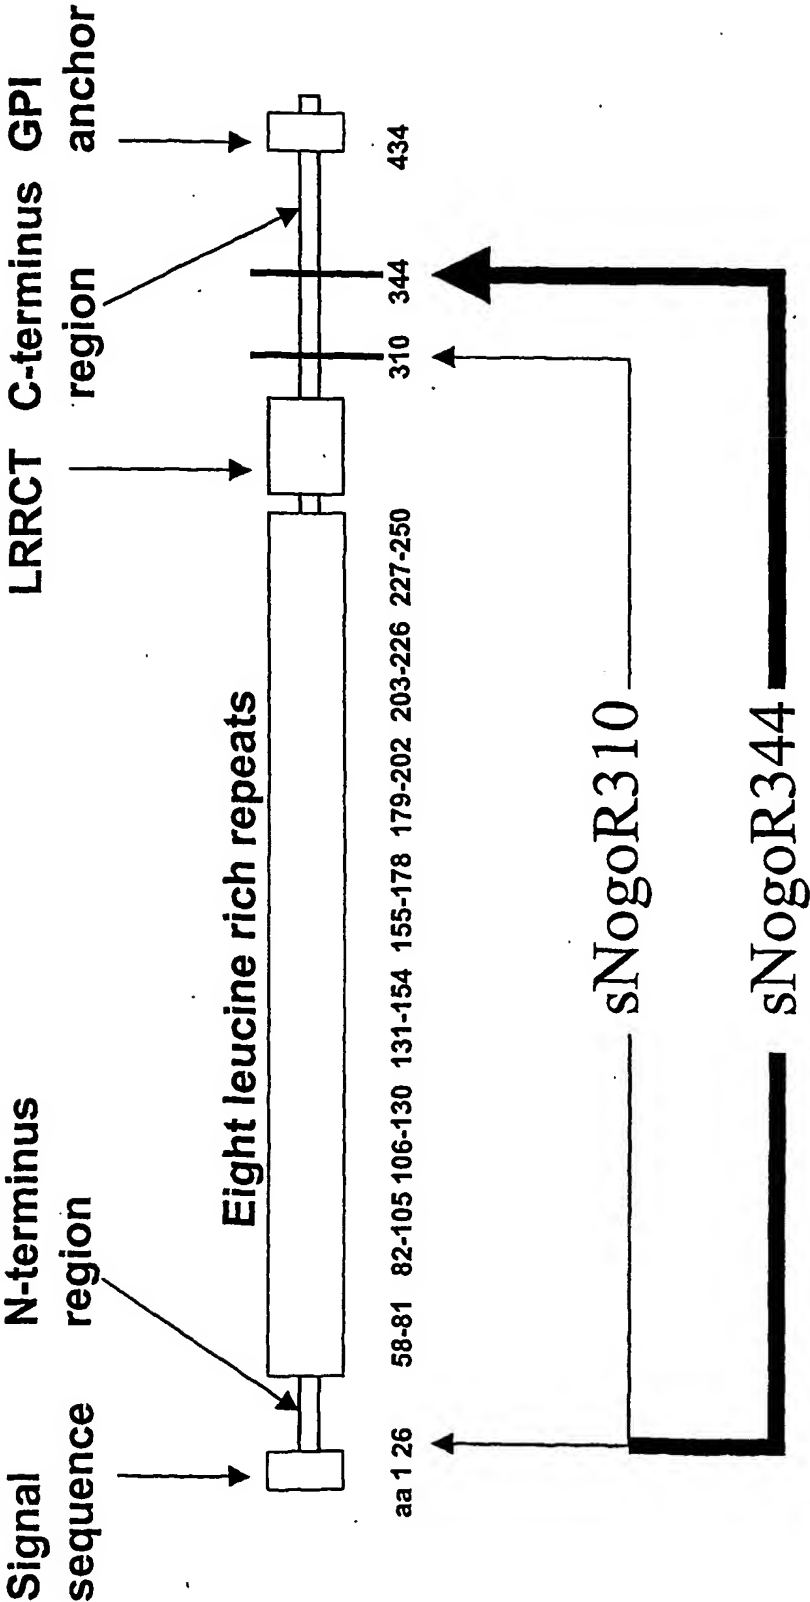 Signal
sequence
N-terminus
region
LRRCT
C-terminus
region
GPI
anchor
Eight leucine rich repeats
aa 1 26 58-81 82-105 106-130 131-154 155-178 179-202 203-226 227-250 310 344 434
sNogoR310
sNogoR344